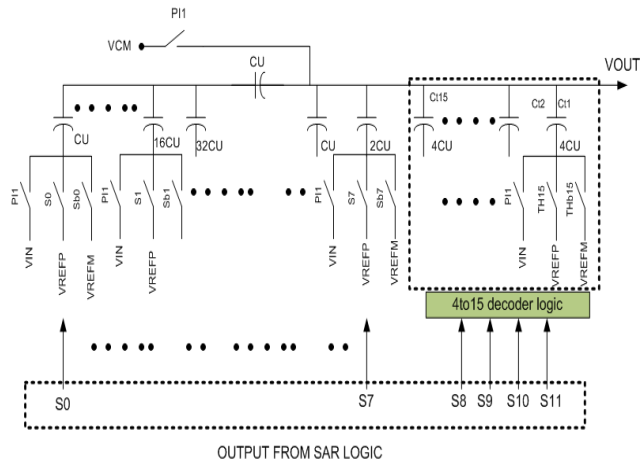 PI1
VCM
CU
VOUT
Ct15
Ct2
Ct1
CU
16CU
32CU
CU
2CU
4CU
4CU
PI1
S0
Sb0
PI1
S1
Sb1
PI1
S7
Sb7
PI1
TH15
THb15
VIN
VREFP
VREFM
VIN
VREFP
VIN
VREFP
VREFM
VIN
VREFP
VREFM
4to15 decoder logic
S0
S7
S8
S9
S10
S11
OUTPUT FROM SAR LOGIC